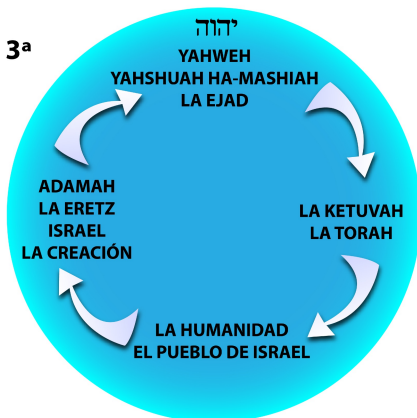 3ª
יהוה
YAHWEH
YAHSHUAH HA-MASHIAH
LA EJAD
LA KETUVAH
LA TORAH
LA HUMANIDAD
EL PUEBLO DE ISRAEL
ADAMAH
LA ERETZ
ISRAEL
LA CREACIÓN